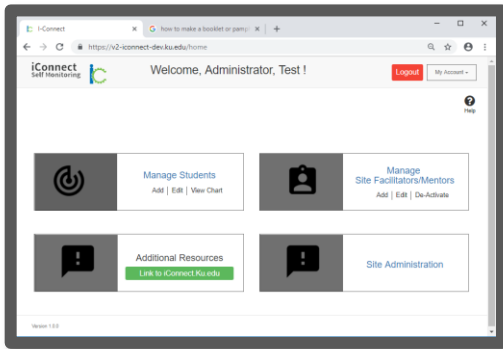 I-Connect
how to make a booklet or pamp
https://v2-iconnect-dev.ku.edu/home
iConnect
Self Monitoring
Welcome, Administrator, Test !
Logout
My Account
Help
Manage Students
Add | Edit | View Chart
Manage
Site Facilitators/Mentors
Add | Edit | De-Activate
Additional Resources
Link to iConnect Ku.edu
Site Administration
Version 1.0.0